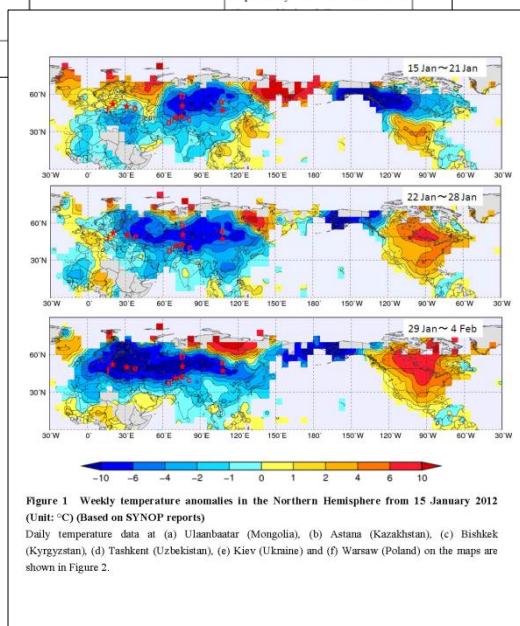 15 Jan～21 Jan
60°N
30°N
30°W 0° 30°E 60°E 90°E 120°E 150°E 180° 150°W 120°W 90°W 60°W 30°W
22 Jan～28 Jan
60°N
30°N
30°W 0° 30°E 60°E 90°E 120°E 150°E 180° 150°W 120°W 90°W 60°W 30°W
29 Jan～ 4 Feb
60°N
30°N
30°W 0° 30°E 60°E 90°E 120°E 150°E 180° 150°W 120°W 90°W 60°W 30°W
−10 −6 −4 −2 −1 0 1 2 4 6 10
Figure 1 Weekly temperature anomalies in the Northern Hemisphere from 15 January 2012
(Unit: °C) (Based on SYNOP reports)
Daily temperature data at (a) Ulaanbaatar (Mongolia), (b) Astana (Kazakhstan), (c) Bishkek
(Kyrgyzstan), (d) Tashkent (Uzbekistan), (e) Kiev (Ukraine) and (f) Warsaw (Poland) on the maps are
shown in Figure 2.